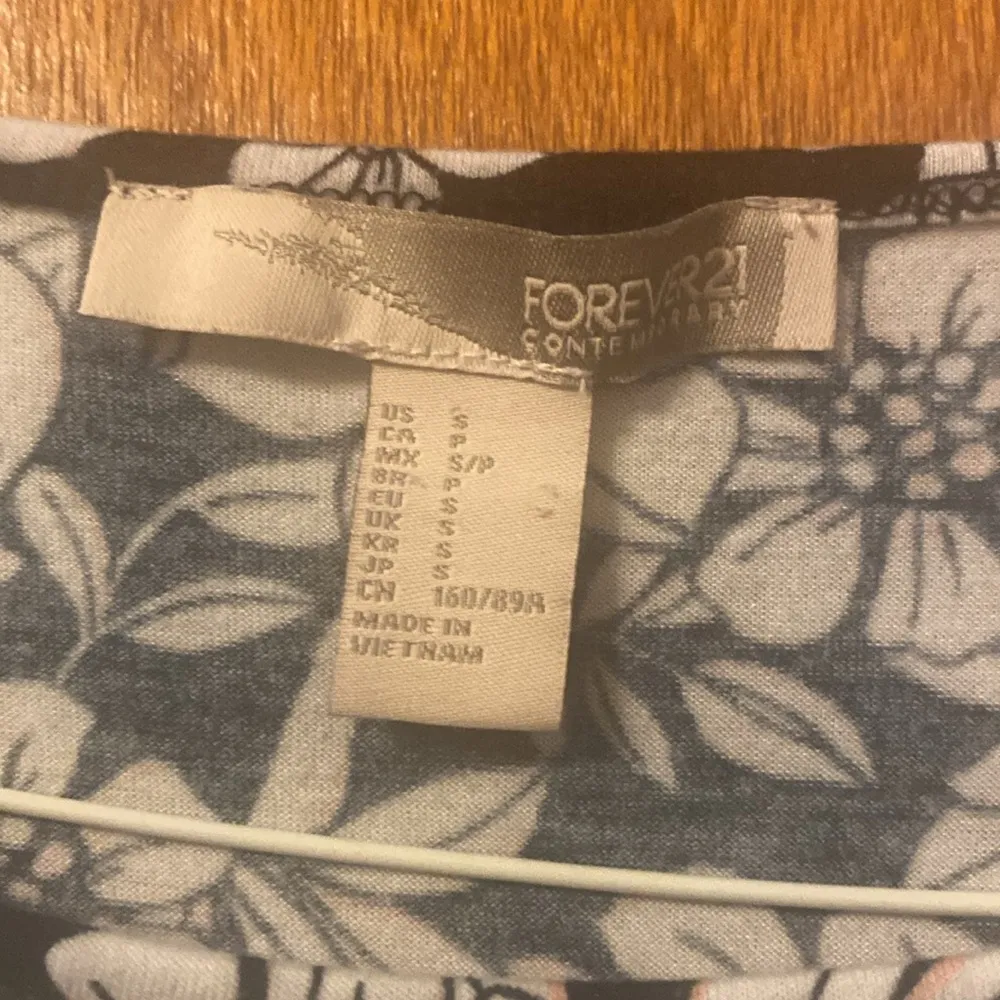 FOREVER21
CONTEMPORARY
US S
CA P
MX S/P
BR P
EU S
UK S
KR S
JP S
CN 160/89A
MADE IN
VIETNAM